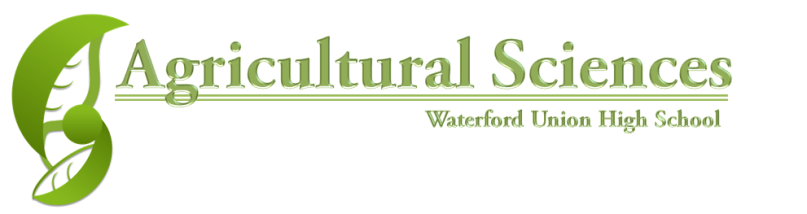 Agricultural Sciences
Waterford Union High School